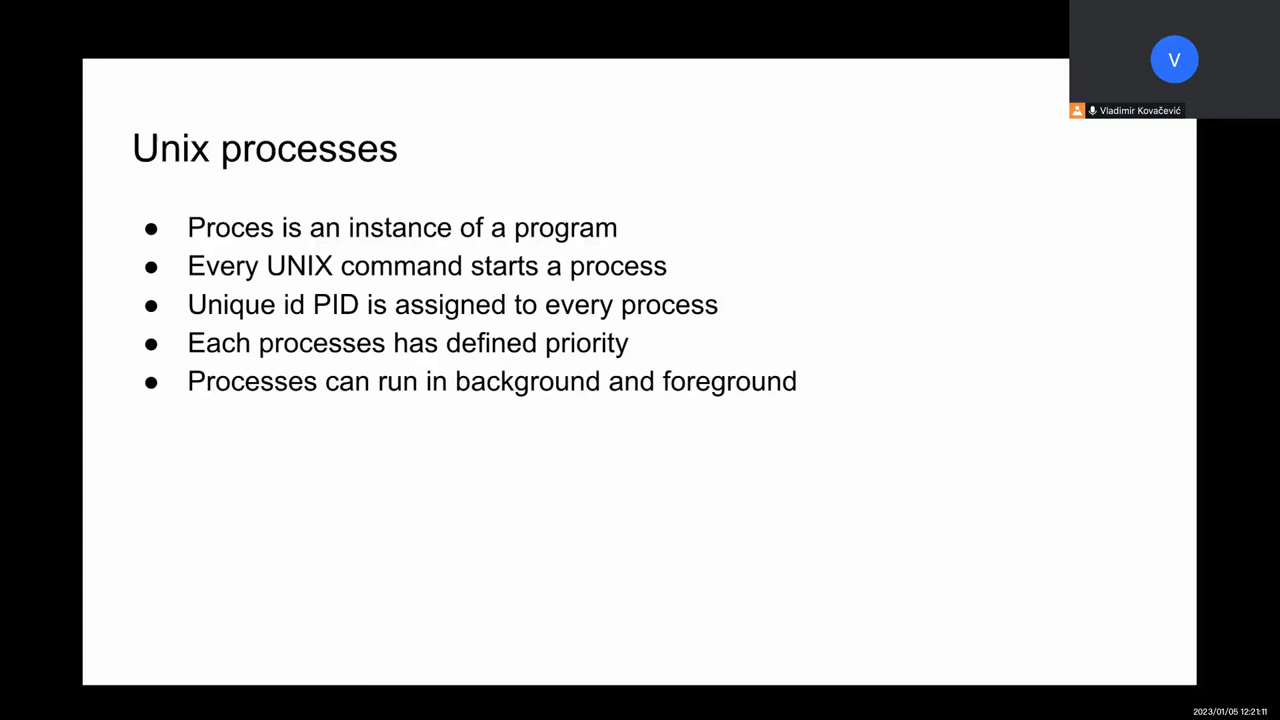 V
Vladimir Kovačević
Unix processes
● Proces is an instance of a program
● Every UNIX command starts a process
● Unique id PID is assigned to every process
● Each processes has defined priority
● Processes can run in background and foreground
2023/01/05 12:21:11